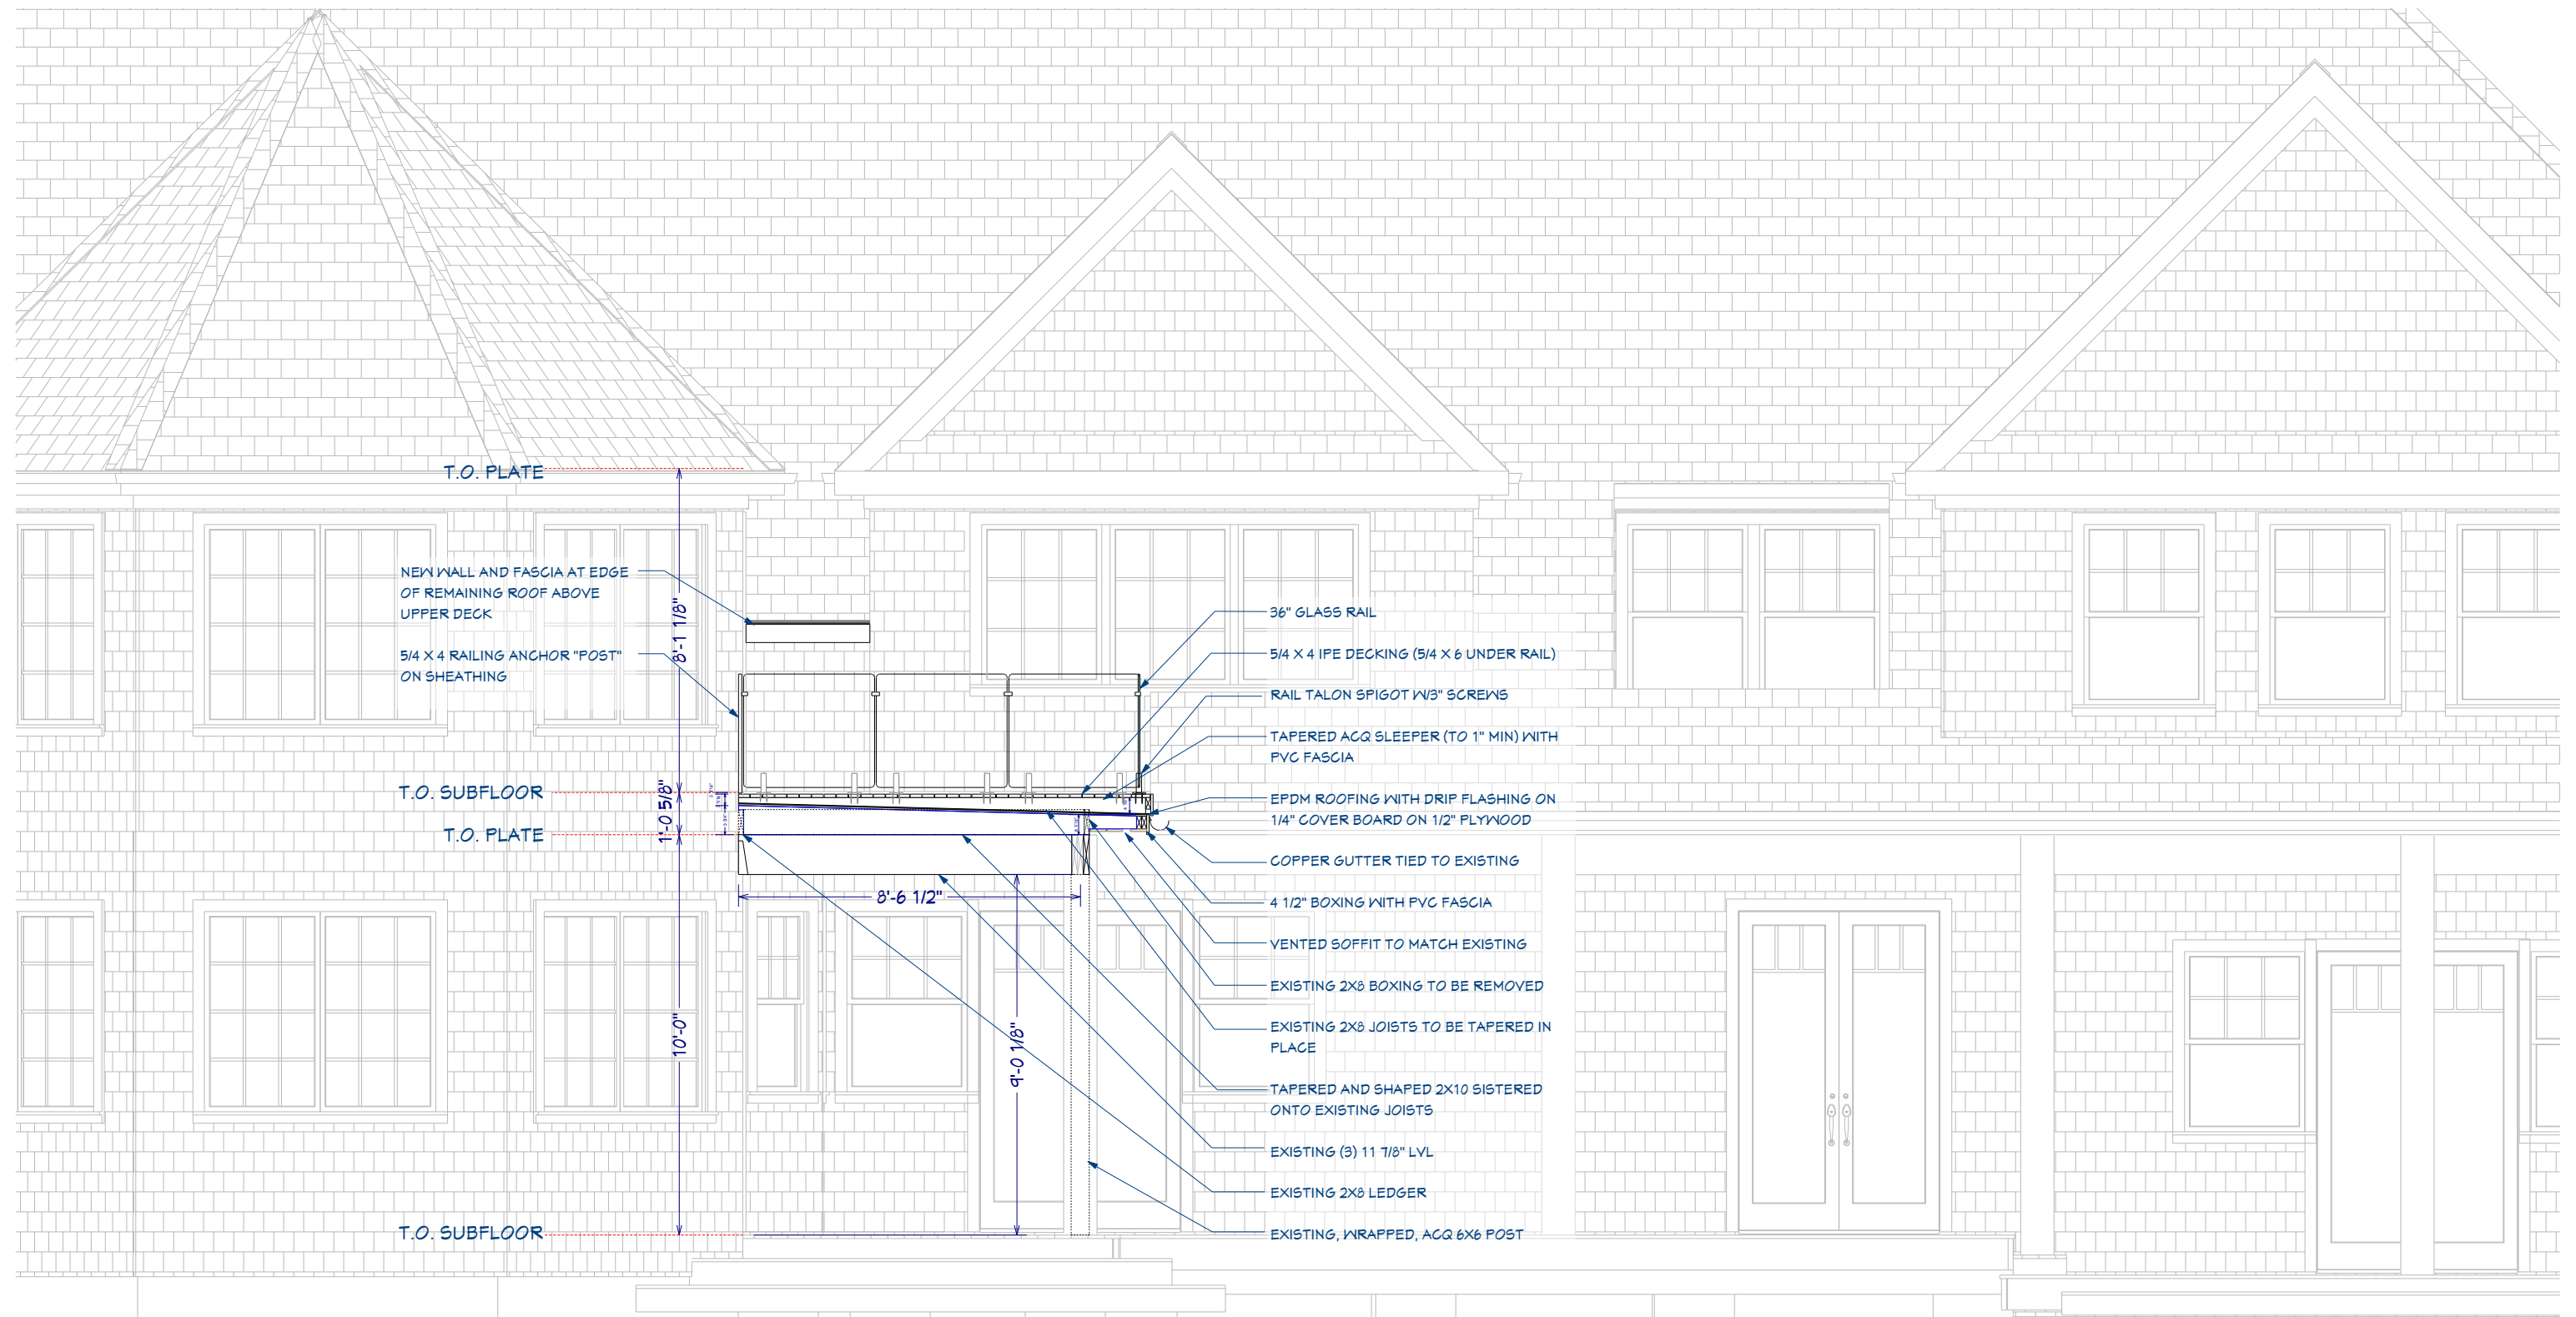 T.O. PLATE
NEW WALL AND FASCIA AT EDGE
OF REMAINING ROOF ABOVE
UPPER DECK
5/4 X 4 RAILING ANCHOR "POST"
ON SHEATHING
8'-1 1/8"
T.O. SUBFLOOR
1'-0 5/8"
T.O. PLATE
10'-0"
T.O. SUBFLOOR
8'-6 1/2"
9'-0 1/8"
36" GLASS RAIL
5/4 X 4 IPE DECKING (5/4 X 6 UNDER RAIL)
RAIL TALON SPIGOT W/3" SCREWS
TAPERED ACQ SLEEPER (TO 1" MIN) WITH
PVC FASCIA
EPDM ROOFING WITH DRIP FLASHING ON
1/4" COVER BOARD ON 1/2" PLYWOOD
COPPER GUTTER TIED TO EXISTING
4 1/2" BOXING WITH PVC FASCIA
VENTED SOFFIT TO MATCH EXISTING
EXISTING 2X8 BOXING TO BE REMOVED
EXISTING 2X8 JOISTS TO BE TAPERED IN
PLACE
TAPERED AND SHAPED 2X10 SISTERED
ONTO EXISTING JOISTS
EXISTING (3) 11 7/8" LVL
EXISTING 2X8 LEDGER
EXISTING, WRAPPED, ACQ 6X6 POST